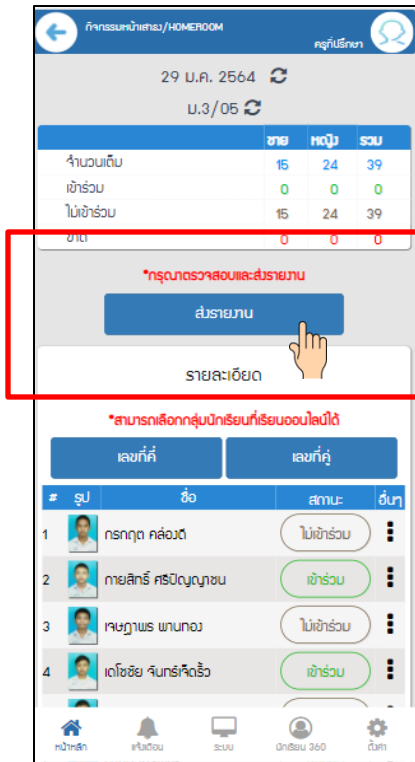 กิจกรรมหน้าเสาธง/HOMEROOM
ครูที่ปรึกษา
29 ม.ค. 2564
ม.3/05
ชาย หญิง รวม
จำนวนเต็ม 15 24 39
เข้าร่วม 0 0 0
ไม่เข้าร่วม 15 24 39
ขาด 0 0 0
*กรุณาตรวจสอบและส่งรายงาน
ส่งรายงาน
รายละเอียด
*สามารถเลือกกลุ่มนักเรียนที่เรียนออนไลน์ได้
เลขที่คี่ เลขที่คู่
# รูป ชื่อ สถานะ อื่นๆ
1 กรกฤต คล่องดี ไม่เข้าร่วม
2 กายสิทธิ์ ศรีปัญญาชน เข้าร่วม
3 เจษฎาพร พานทอง ไม่เข้าร่วม
4 เดโชชัย จันทร์เจ็ดริ้ว เข้าร่วม
หน้าหลัก แจ้งเตือน ระบบ นักเรียน 360 ตั้งค่า